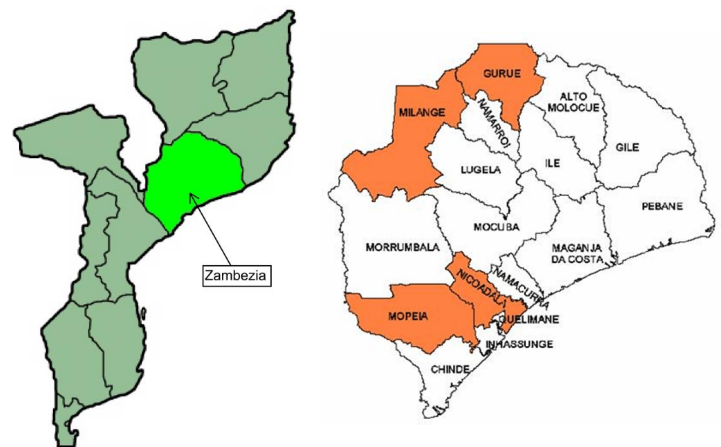 Zambezia
GURUE
MILANGE
NAMARROI
ALTO
MOLOCUE
GILE
ILE
LUGELA
PEBANE
MOCUBA
MORRUMBALA
MAGANJA
DA COSTA
NICOADALA
NAMACURRA
MOPEIA
QUELIMANE
INHASSUNGE
CHINDE